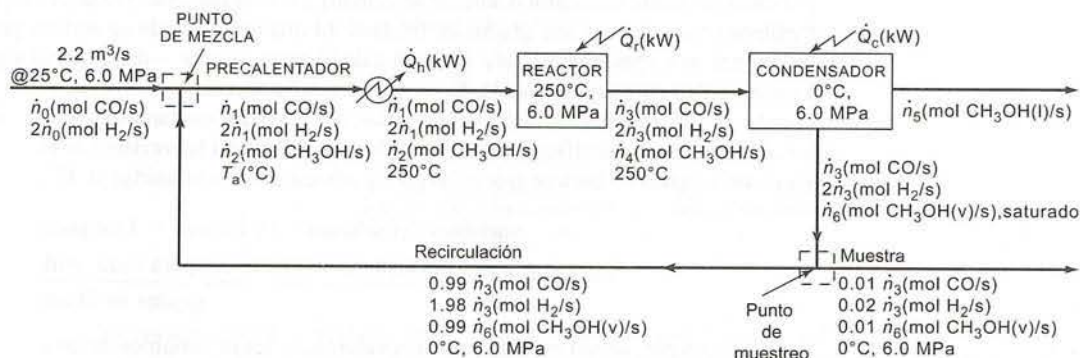 PUNTO
DE MEZCLA
2.2 m³/s
@25°C, 6.0 MPa
ṅ₀(mol CO/s)
2ṅ₀(mol H₂/s)
PRECALENTADOR
ṅ₁(mol CO/s)
2ṅ₁(mol H₂/s)
ṅ₂(mol CH₃OH/s)
Tₐ(°C)
Q̇ₕ(kW)
ṅ₁(mol CO/s)
2ṅ₁(mol H₂/s)
ṅ₂(mol CH₃OH/s)
250°C
Q̇ᵣ(kW)
REACTOR
250°C,
6.0 MPa
ṅ₃(mol CO/s)
2ṅ₃(mol H₂/s)
ṅ₄(mol CH₃OH/s)
250°C
Q̇c(kW)
CONDENSADOR
0°C,
6.0 MPa
ṅ₅(mol CH₃OH(l)/s)
ṅ₃(mol CO/s)
2ṅ₃(mol H₂/s)
ṅ₆(mol CH₃OH(v)/s),saturado
Recirculación
0.99 ṅ₃(mol CO/s)
1.98 ṅ₃(mol H₂/s)
0.99 ṅ₆(mol CH₃OH(v)/s)
0°C, 6.0 MPa
Punto
de
muestreo
Muestra
0.01 ṅ₃(mol CO/s)
0.02 ṅ₃(mol H₂/s)
0.01 ṅ₆(mol CH₃OH(v)/s)
0°C, 6.0 MPa